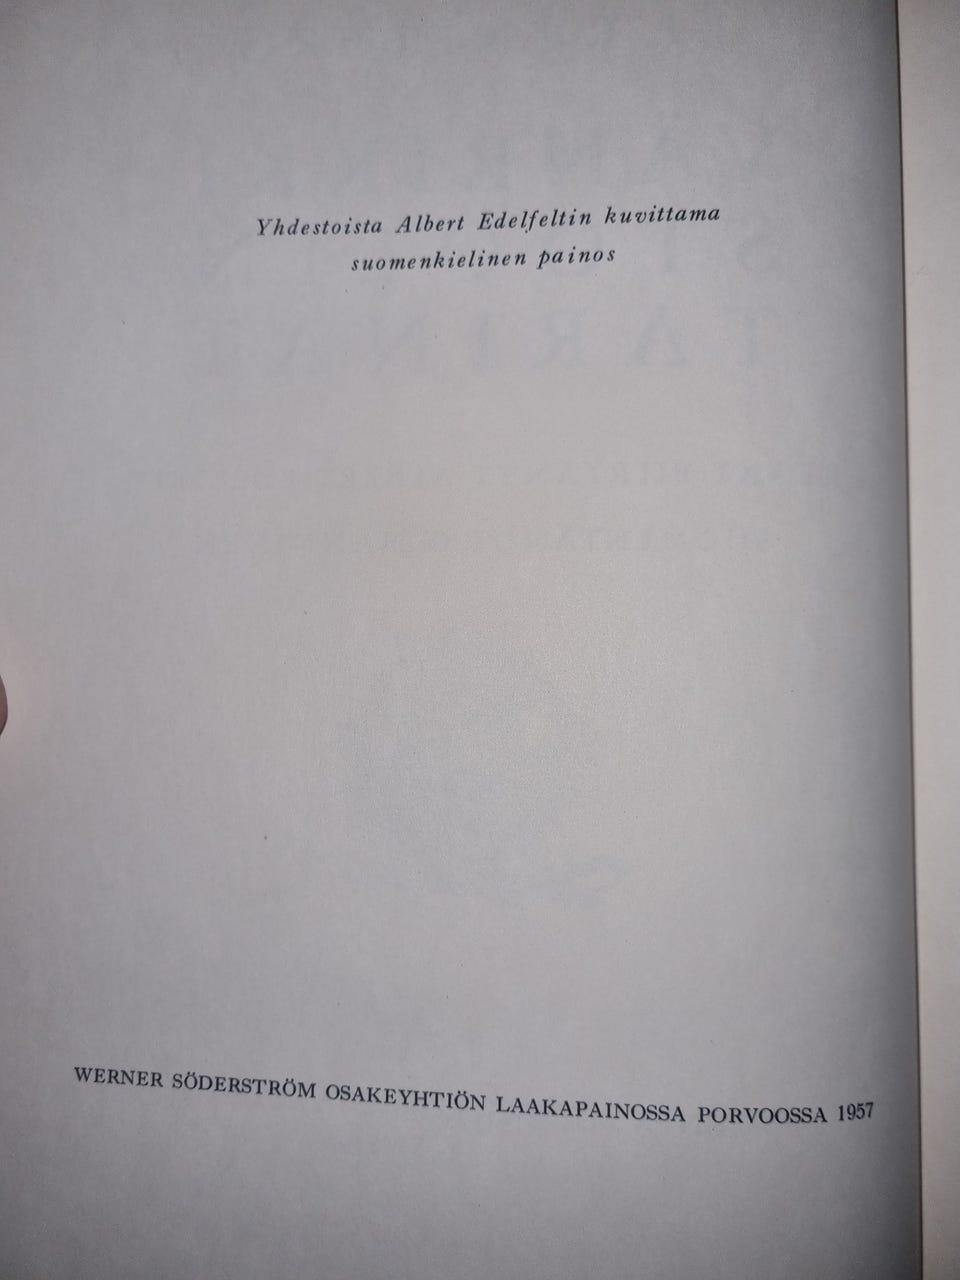 Yhdestoista Albert Edelfeltin kuvittama
suomenkielinen painos
WERNER SÖDERSTRÖM OSAKEYHTIÖN LAAKAPAINOSSA PORVOOSSA 1957